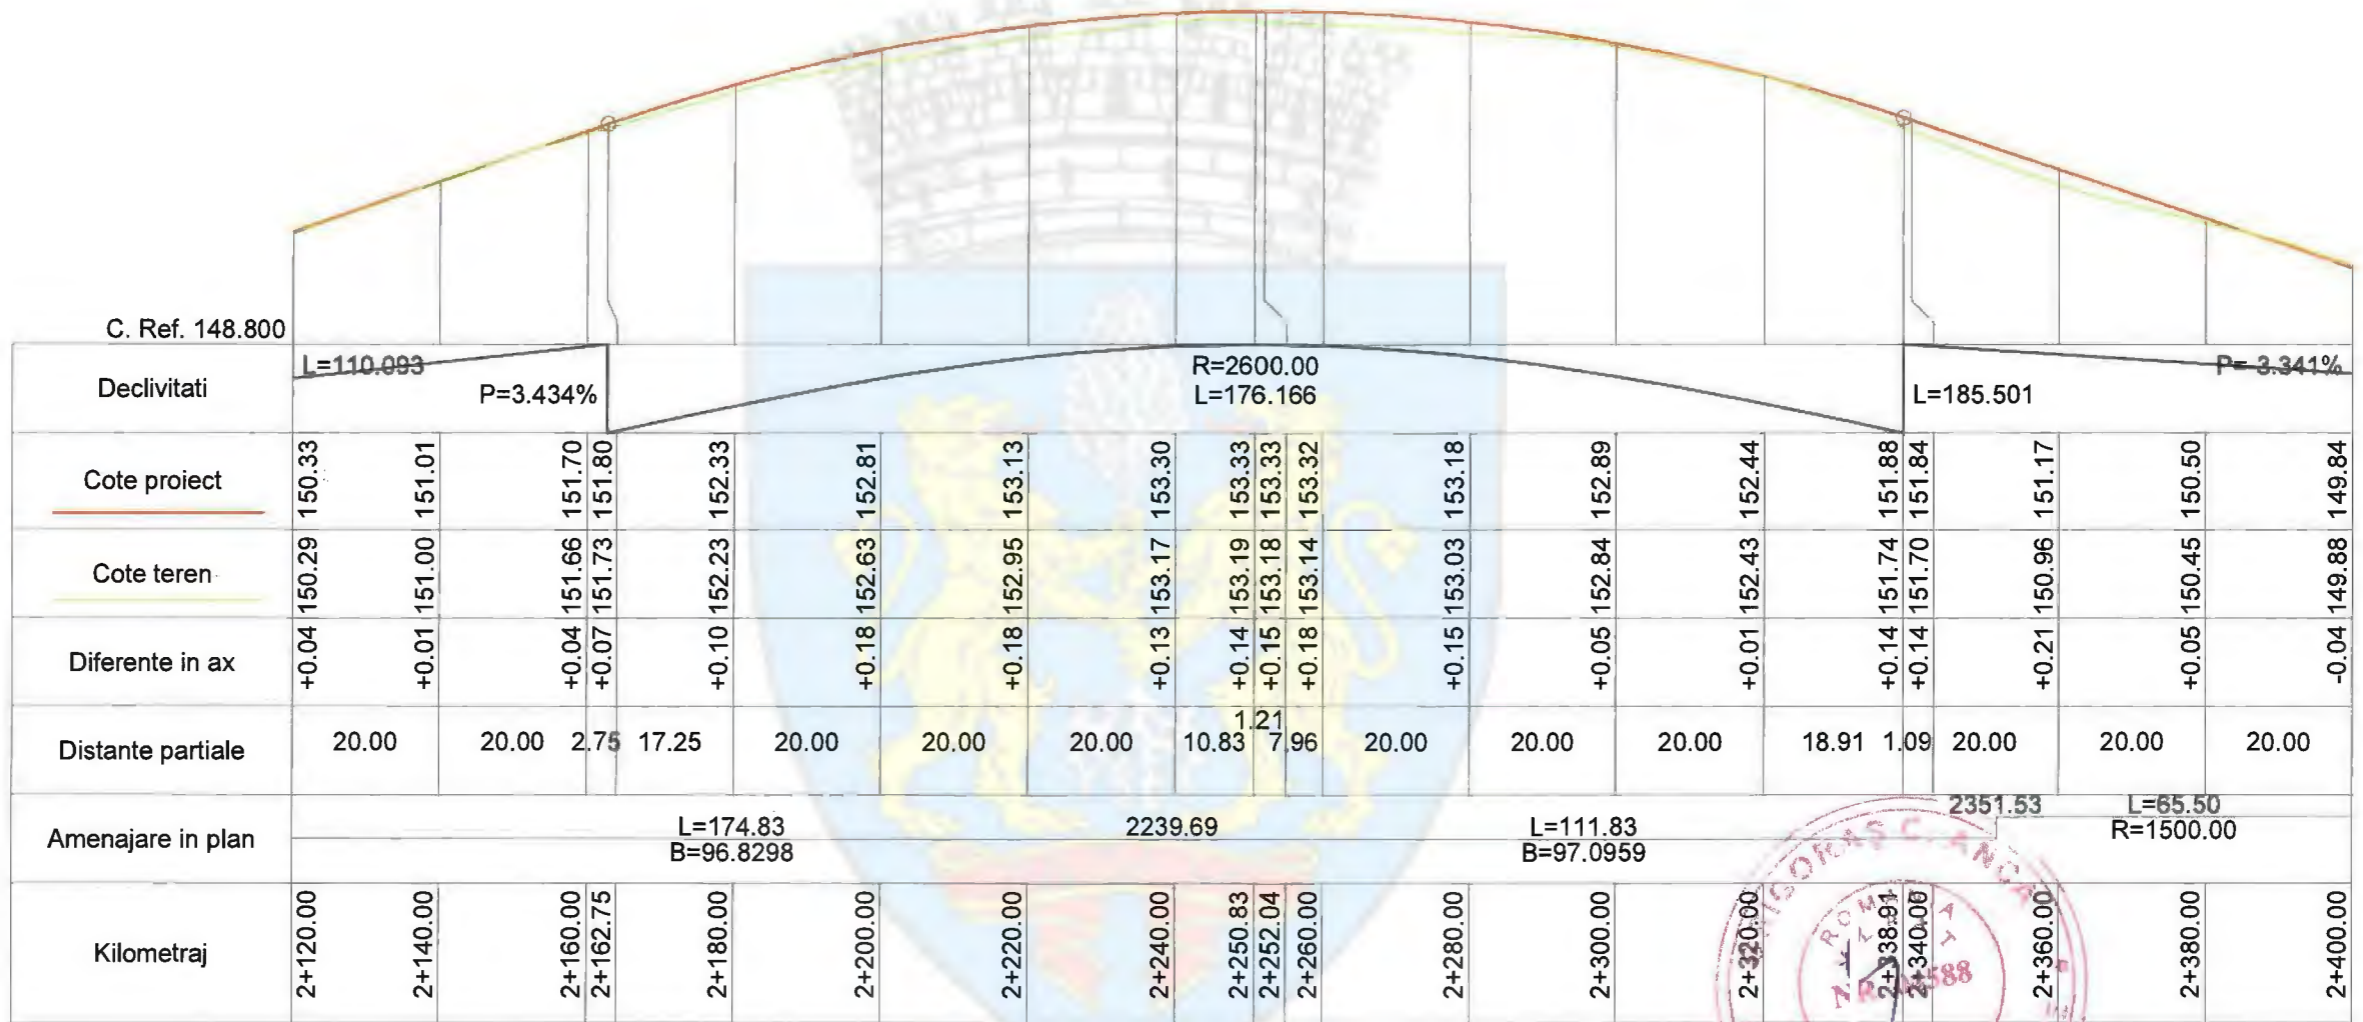 C. Ref. 148.800
Declivitati
L=110.093
P=3.434%
R=2600.00
L=176.166
L=185.501
P= 3.341%
Cote proiect
150.33 151.01 151.70 151.80 152.33 152.81 153.13 153.30 153.33 153.33 153.32 153.18 152.89 152.44 151.88 151.84 151.17 150.50 149.84
Cote teren
150.29 151.00 151.66 151.73 152.23 152.63 152.95 153.17 153.19 153.18 153.14 153.03 152.84 152.43 151.74 151.70 150.96 150.45 149.88
Diferente in ax
+0.04 +0.01 +0.04 +0.07 +0.10 +0.18 +0.18 +0.13 +0.14 +0.15 +0.18 +0.15 +0.05 +0.01 +0.14 +0.14 +0.21 +0.05 -0.04
Distante partiale
20.00 20.00 2.75 17.25 20.00 20.00 20.00 10.83 1.21 7.96 20.00 20.00 20.00 18.91 1.09 20.00 20.00 20.00
Amenajare in plan
L=174.83
B=96.8298
2239.69
L=111.83
B=97.0959
2351.53
L=65.50
R=1500.00
Kilometraj
2+120.00 2+140.00 2+160.00 2+162.75 2+180.00 2+200.00 2+220.00 2+240.00 2+250.83 2+252.04 2+260.00 2+280.00 2+300.00 2+320.00 2+338.91 2+340.00 2+360.00 2+380.00 2+400.00
C. ANCA